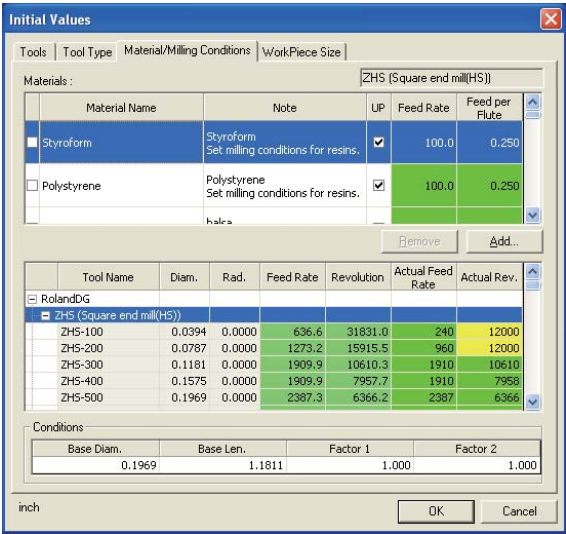 Initial Values
Tools Tool Type Material/Milling Conditions WorkPiece Size
Materials : ZHS (Square end mill(HS))
Material Name Note UP Feed Rate Feed per Flute
Styroform Styroform 100.0 0.250
Set milling conditions for resins.
Polystyrene Polystyrene 100.0 0.250
Set milling conditions for resins.
balsa
Remove Add...
Tool Name Diam. Rad. Feed Rate Revolution Actual Feed Rate Actual Rev.
RolandDG
ZHS (Square end mill(HS))
ZHS-100 0.0394 0.0000 636.6 31831.0 240 12000
ZHS-200 0.0787 0.0000 1273.2 15915.5 960 12000
ZHS-300 0.1181 0.0000 1909.9 10610.3 1910 10610
ZHS-400 0.1575 0.0000 1909.9 7957.7 1910 7958
ZHS-500 0.1969 0.0000 2387.3 6366.2 2387 6366
Conditions
Base Diam. Base Len. Factor 1 Factor 2
0.1969 1.1811 1.000 1.000
inch OK Cancel